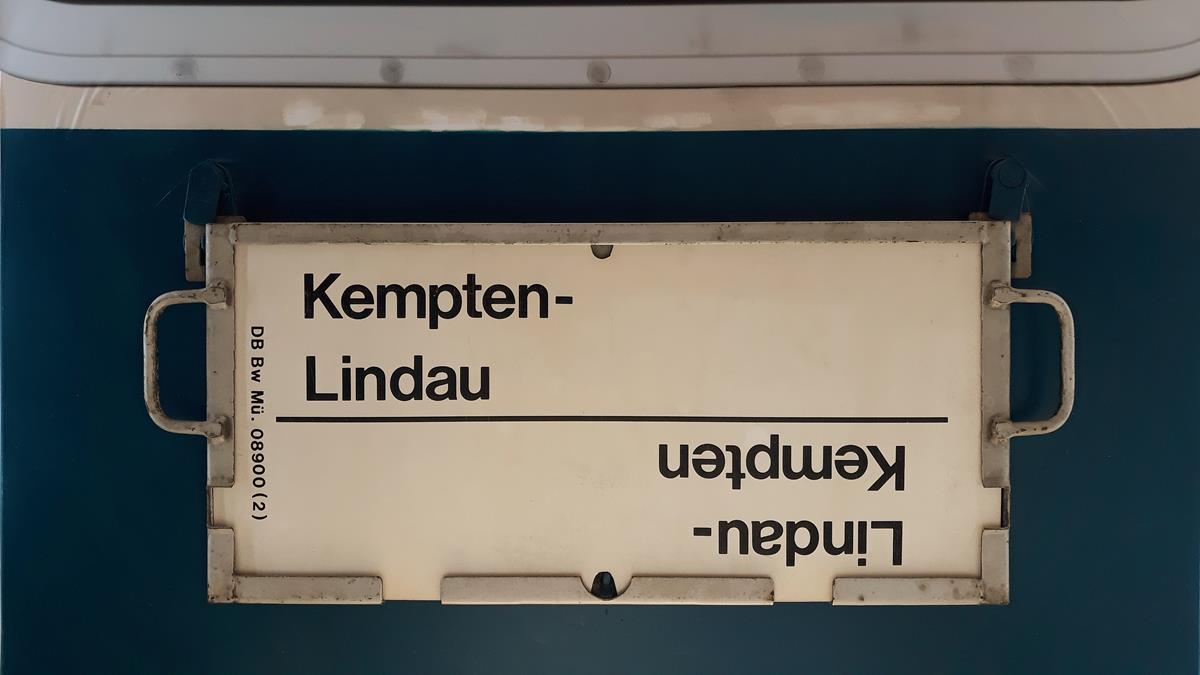 Kempten-
Lindau
Lindau-
Kempten
DB Bw Mü. 08900 (2)